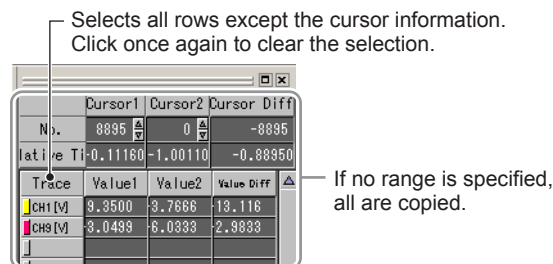 Selects all rows except the cursor information.
Click once again to clear the selection.
Cursor1 Cursor2 Cursor Diff
No. 8895 0 -8895
lative Ti -0.11160 -1.00110 -0.88950
Trace Value1 Value2 Value Diff
CH1 [V] 9.3500 -3.7666 -13.116
CH9 [V] -3.0499 -6.0333 -2.9833
If no range is specified,
all are copied.